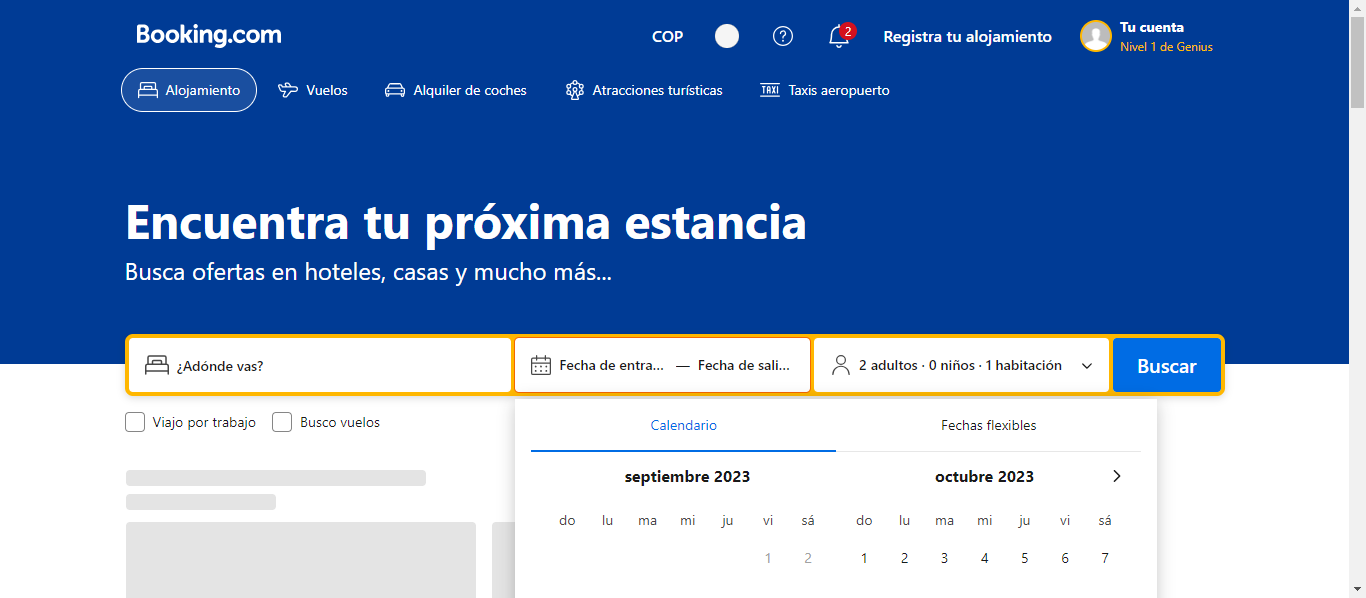 Booking.com
COP
2
Registra tu alojamiento
Tu cuenta
Nivel 1 de Genius
Alojamiento
Vuelos
Alquiler de coches
Atracciones turísticas
TAXI
Taxis aeropuerto
Encuentra tu próxima estancia
Busca ofertas en hoteles, casas y mucho más...
¿Adónde vas?
Fecha de entra... — Fecha de sali...
2 adultos · 0 niños · 1 habitación
Buscar
Viajo por trabajo
Busco vuelos
Calendario
Fechas flexibles
septiembre 2023
do lu ma mi ju vi sá
1 2
octubre 2023
do lu ma mi ju vi sá
1 2 3 4 5 6 7